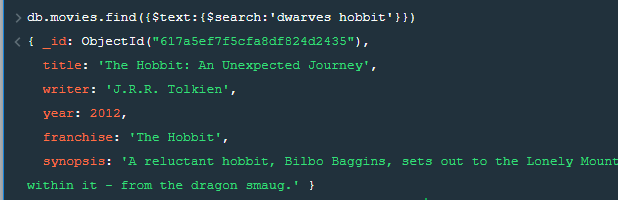 > db.movies.find({$text:{$search:'dwarves hobbit'}})
< { _id: ObjectId("617a5ef7f5cfa8df824d2435"),
title: 'The Hobbit: An Unexpected Journey',
writer: 'J.R.R. Tolkien',
year: 2012,
franchise: 'The Hobbit',
synopsis: 'A reluctant hobbit, Bilbo Baggins, sets out to the Lonely Mount
within it - from the dragon smaug.' }